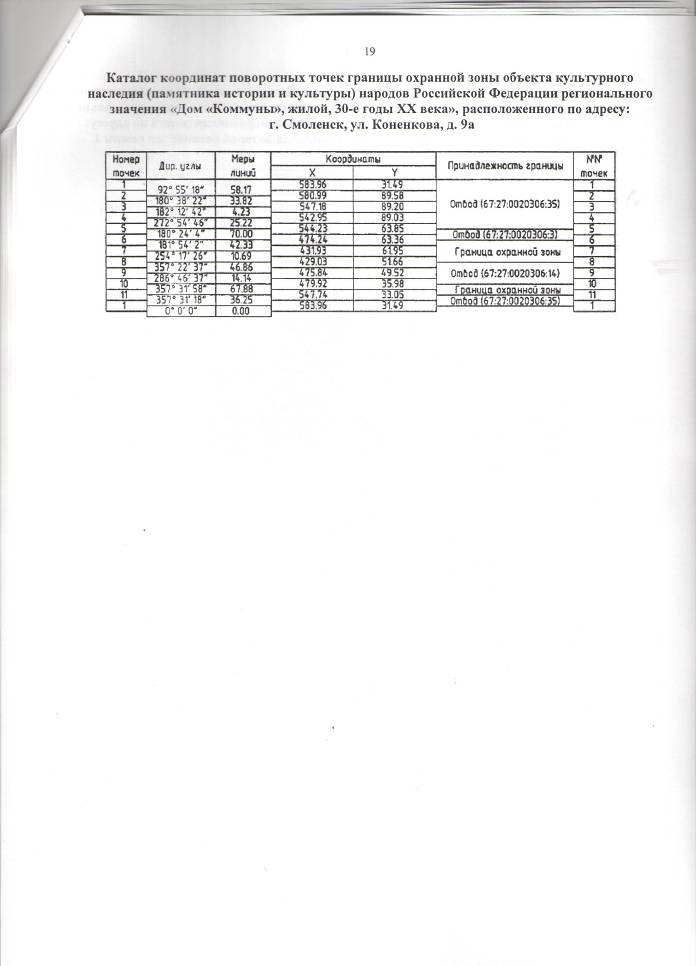 19
Каталог координат поворотных точек границы охранной зоны объекта культурного
наследия (памятника истории и культуры) народов Российской Федерации регионального
значения «Дом «Коммуны», жилой, 30-е годы XX века», расположенного по адресу:
г. Смоленск, ул. Коненкова, д. 9а
Номер точек Дир. углы Меры линий Координаты X Y Принадлежность границы №№ точек
1 583.96 31.49 1
92° 55' 18" 58.17
2 580.99 89.58 2
180° 38' 22" 33.82
3 547.18 89.20 Отвод (67:27:0020306:35) 3
182° 12' 42" 4.23
4 542.95 89.03 4
272° 54' 46" 25.22
5 544.23 63.85 5
180° 24' 4" 70.00 Отвод (67:27:0020306:3)
6 474.24 63.36 6
181° 54' 2" 42.33
7 431.93 61.95 Граница охранной зоны 7
254° 17' 26" 10.69
8 429.03 51.66 8
357° 22' 37" 46.86
9 475.84 49.52 Отвод (67:27:0020306:14) 9
286° 46' 37" 14.14
10 479.92 35.98 10
357° 31' 58" 67.88 Граница охранной зоны
11 547.74 33.05 11
357° 31' 18" 36.25 Отвод (67:27:0020306:35)
1 583.96 31.49 1
0° 0' 0" 0.00